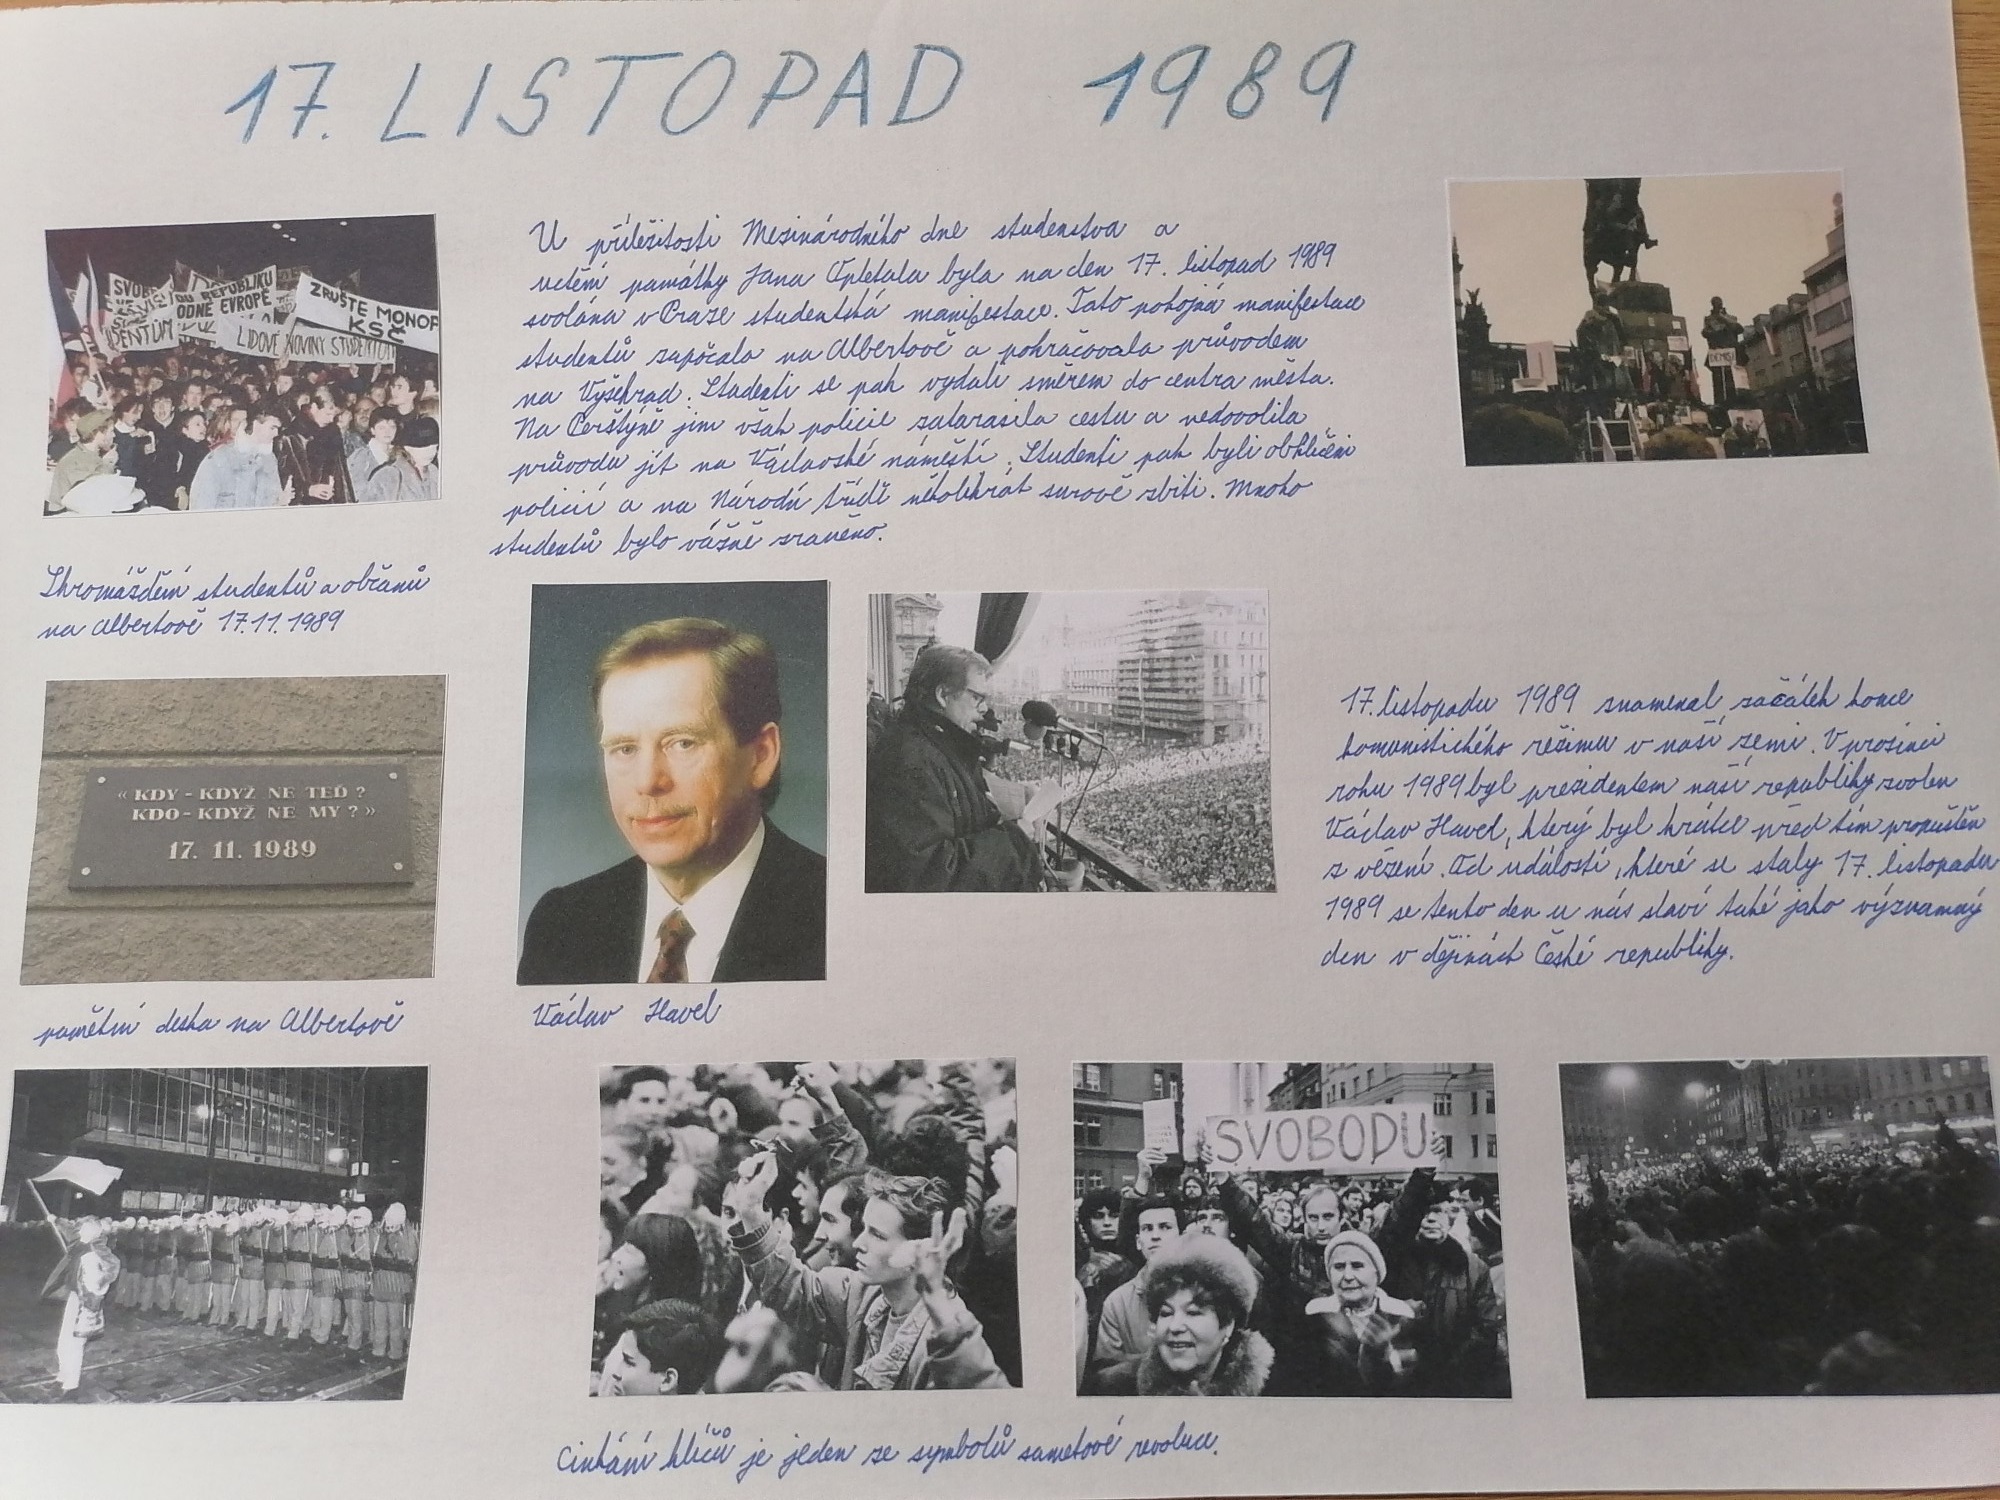 17. LISTOPAD 1989
U příležitosti Mezinárodního dne studentstva a
uctění památky Jana Opletala byla na den 17. listopad 1989
svolána v Praze studentská manifestace. Tato pokojná manifestace
studentů započala na Albertově a pokračovala průvodem
na Vyšehrad. Studenti se pak vydali směrem do centra města.
Na Perštýně jim však policie zatarasila cestu a nedovolila
průvodu jít na Václavské náměstí. Studenti pak byli obklíčeni
policií a na Národní třídě několikrát surově zbiti. Mnoho
studentů bylo vážně zraněno.
SVOB
OU REPUBLIKU
ODNÉ EVROPĚ
ZRUŠTE MONOP
KSČ
DENTŮM
LIDOVÉ NOVINY STUDENTŮM
Shromáždění studentů a občanů
na Albertově 17.11.1989
« KDY - KDYŽ NE TEĎ ?
KDO - KDYŽ NE MY ? »
17. 11. 1989
pamětní deska na Albertově
Václav Havel
17. listopadu 1989 znamenal začátek konce
komunistického režimu v naší zemi. V prosinci
roku 1989 byl prezidentem naší republiky zvolen
Václav Havel, který byl krátce před tím propuštěn
z vězení. Od událostí, které se staly 17. listopadu
1989 se tento den u nás slaví také jako významný
den v dějinách České republiky.
SVOBODU
Cinkání klíčů je jeden ze symbolů sametové revoluce.